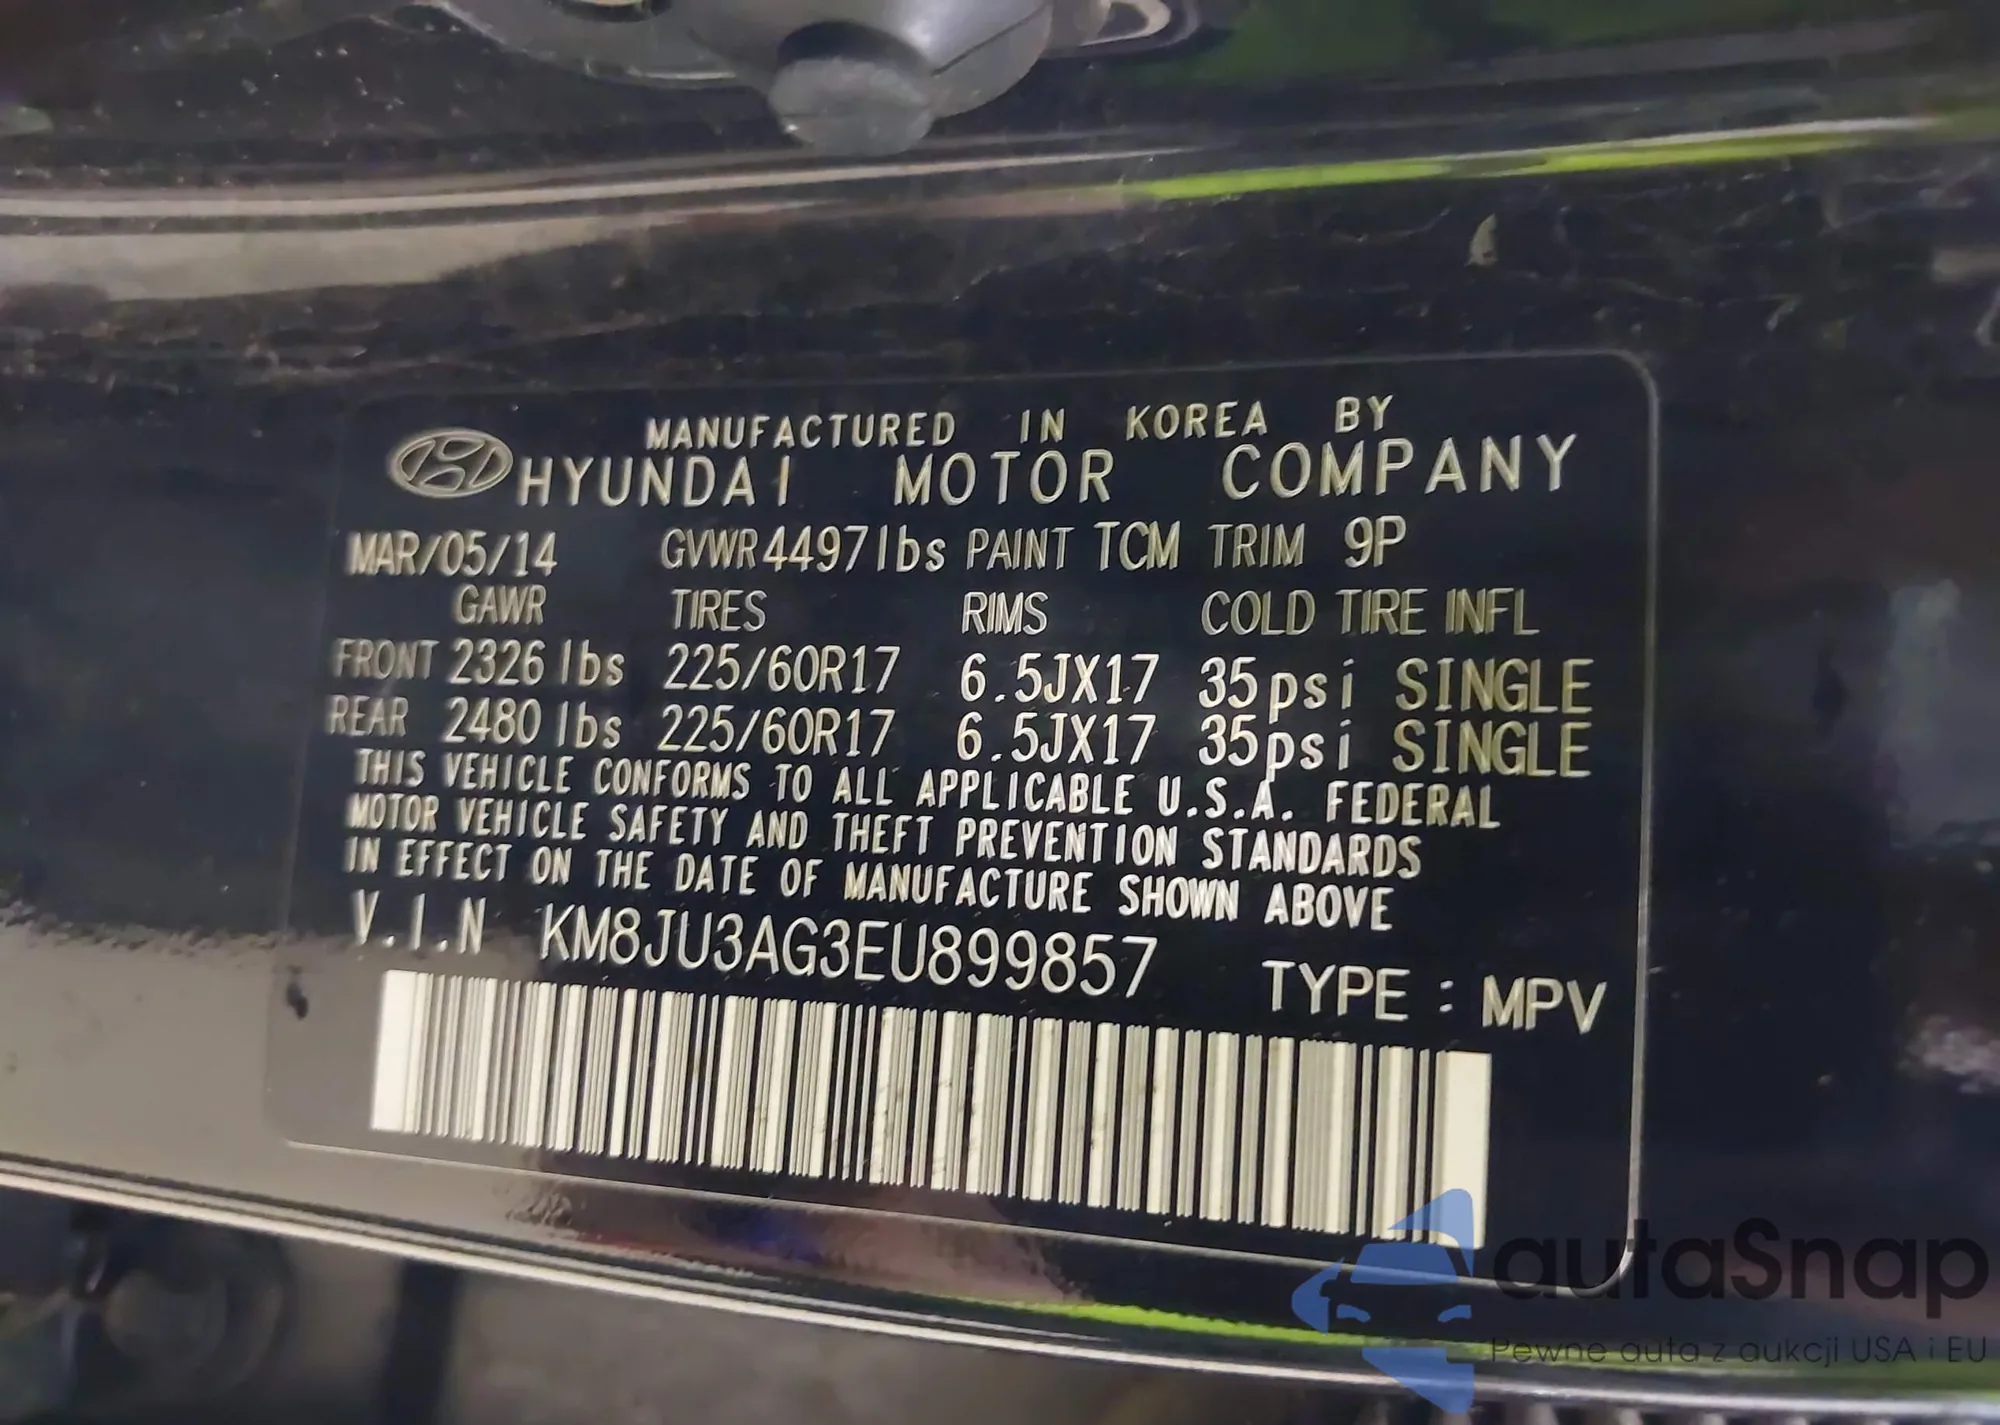 MANUFACTURED IN KOREA BY
HYUNDAI MOTOR COMPANY
MAR/05/14 GVWR 4497lbs PAINT TCM TRIM 9P
GAWR TIRES RIMS COLD TIRE INFL
FRONT 2326 lbs 225/60R17 6.5JX17 35psi SINGLE
REAR 2480 lbs 225/60R17 6.5JX17 35psi SINGLE
THIS VEHICLE CONFORMS TO ALL APPLICABLE U.S.A. FEDERAL
MOTOR VEHICLE SAFETY AND THEFT PREVENTION STANDARDS
IN EFFECT ON THE DATE OF MANUFACTURE SHOWN ABOVE
V.I.N KM8JU3AG3EU899857 TYPE : MPV
autaSnap
Pewne auta z aukcji USA i EU